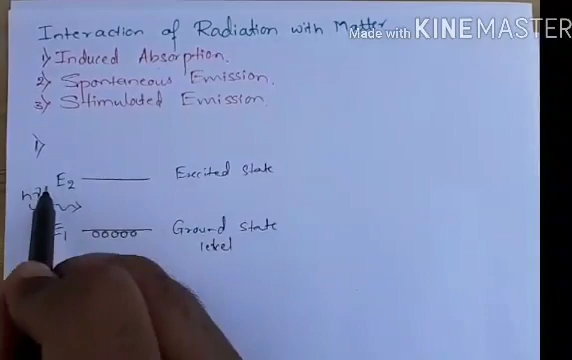 Interaction of Radiation with Matter
Made with KINEMASTER
1) Induced Absorption.
2) Spontaneous Emission.
3) Stimulated Emission.
1)
E2 Excited state
E1 Ground state
level